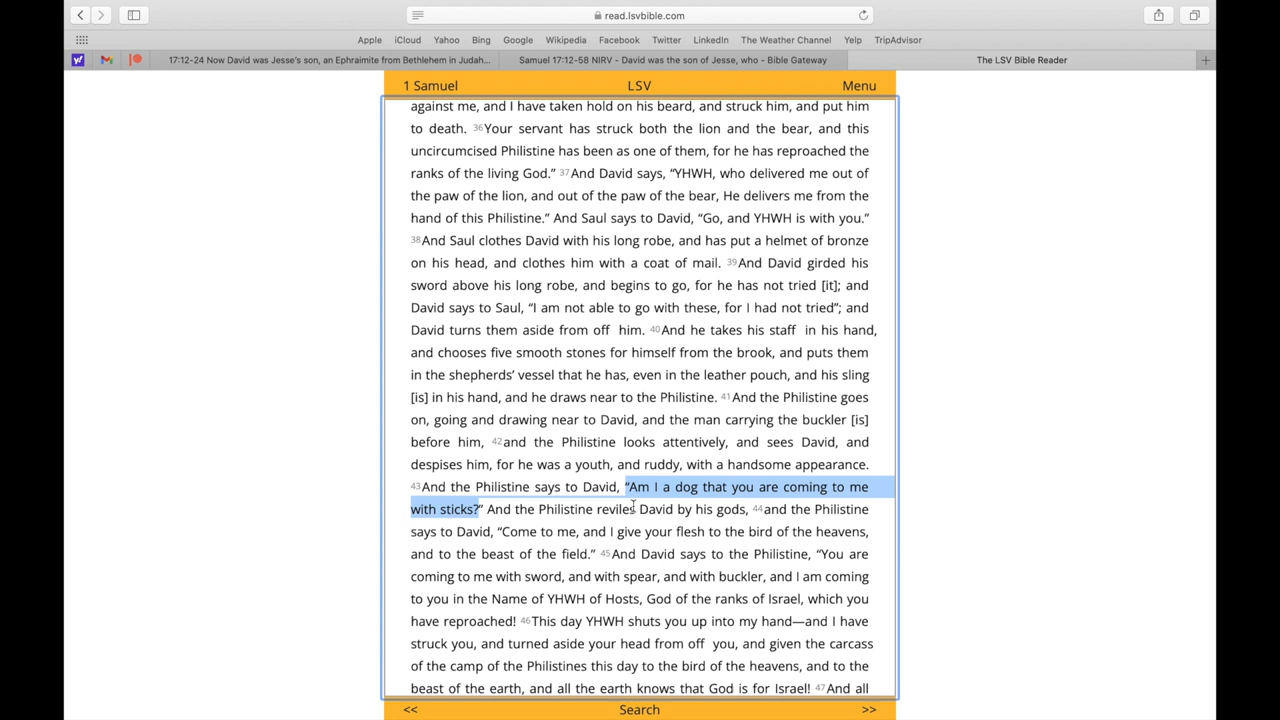 read.lsvbible.com
Apple iCloud Yahoo Bing Google Wikipedia Facebook Twitter LinkedIn The Weather Channel Yelp TripAdvisor
17:12-24 Now David was Jesse's son, an Ephraimite from Bethlehem in Judah... Samuel 17:12-58 NIRV - David was the son of Jesse, who - Bible Gateway The LSV Bible Reader
1 Samuel LSV Menu
against me, and I have taken hold on his beard, and struck him, and put him
to death. 36Your servant has struck both the lion and the bear, and this
uncircumcised Philistine has been as one of them, for he has reproached the
ranks of the living God.” 37And David says, “YHWH, who delivered me out of
the paw of the lion, and out of the paw of the bear, He delivers me from the
hand of this Philistine.” And Saul says to David, “Go, and YHWH is with you.”
38And Saul clothes David with his long robe, and has put a helmet of bronze
on his head, and clothes him with a coat of mail. 39And David girded his
sword above his long robe, and begins to go, for he has not tried [it]; and
David says to Saul, “I am not able to go with these, for I had not tried”; and
David turns them aside from off him. 40And he takes his staff in his hand,
and chooses five smooth stones for himself from the brook, and puts them
in the shepherds’ vessel that he has, even in the leather pouch, and his sling
[is] in his hand, and he draws near to the Philistine. 41And the Philistine goes
on, going and drawing near to David, and the man carrying the buckler [is]
before him, 42and the Philistine looks attentively, and sees David, and
despises him, for he was a youth, and ruddy, with a handsome appearance.
43And the Philistine says to David, “Am I a dog that you are coming to me
with sticks?” And the Philistine reviles David by his gods, 44and the Philistine
says to David, “Come to me, and I give your flesh to the bird of the heavens,
and to the beast of the field.” 45And David says to the Philistine, “You are
coming to me with sword, and with spear, and with buckler, and I am coming
to you in the Name of YHWH of Hosts, God of the ranks of Israel, which you
have reproached! 46This day YHWH shuts you up into my hand—and I have
struck you, and turned aside your head from off you, and given the carcass
of the camp of the Philistines this day to the bird of the heavens, and to the
beast of the earth, and all the earth knows that God is for Israel! 47And all
<< Search >>